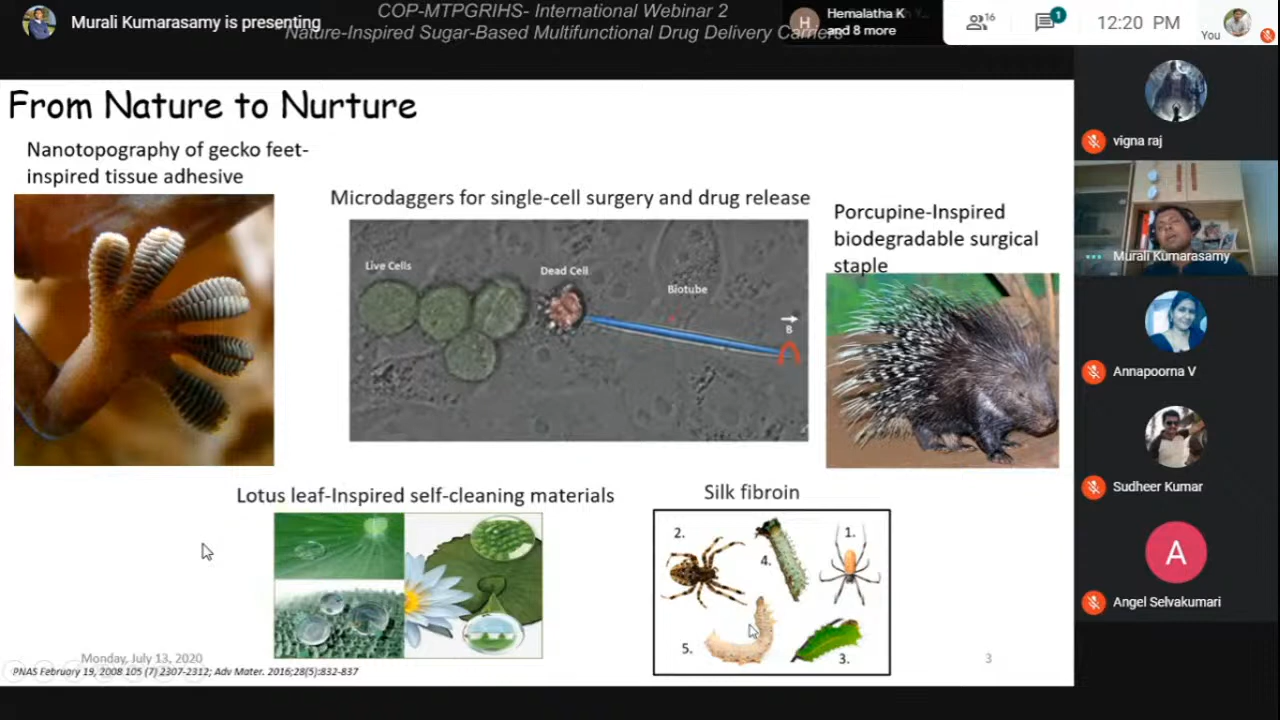 Murali Kumarasamy is presenting
COP-MTPGRIHS- International Webinar 2
Nature-Inspired Sugar-Based Multifunctional Drug Delivery Carriers
H
Hemalatha K
and 8 more
16
1
12:20 PM
You
From Nature to Nurture
Nanotopography of gecko feet-
inspired tissue adhesive
Microdaggers for single-cell surgery and drug release
Porcupine-Inspired
biodegradable surgical
staple
Live Cells
Dead Cell
Biotube
B
Lotus leaf-Inspired self-cleaning materials
Silk fibroin
2.
4.
1.
5.
3.
Monday, July 13, 2020
3
PNAS February 19, 2008 105 (7) 2307-2312; Adv Mater. 2016;28(5):832-837
vigna raj
Murali Kumarasamy
Annapoorna V
Sudheer Kumar
A
Angel Selvakumari